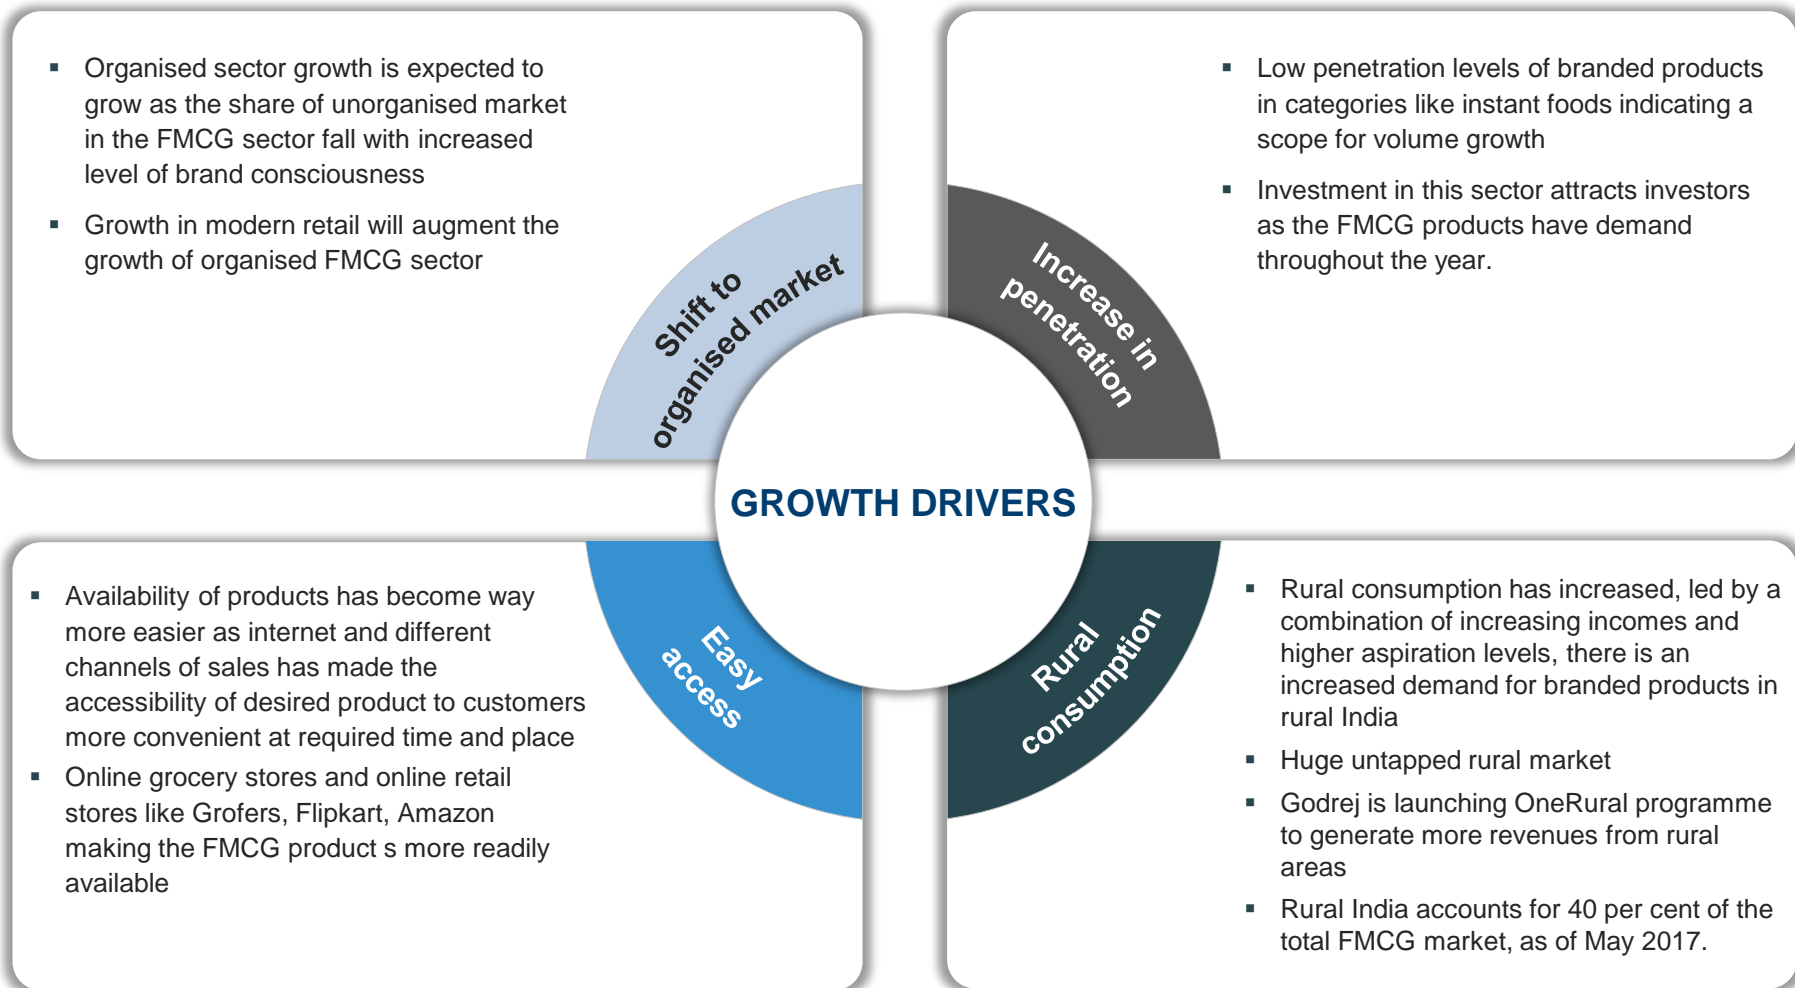 ▪ Organised sector growth is expected to
grow as the share of unorganised market
in the FMCG sector fall with increased
level of brand consciousness
▪ Growth in modern retail will augment the
growth of organised FMCG sector
Shift to
organised market
▪ Low penetration levels of branded products
in categories like instant foods indicating a
scope for volume growth
▪ Investment in this sector attracts investors
as the FMCG products have demand
throughout the year.
Increase in
penetration
GROWTH DRIVERS
▪ Availability of products has become way
more easier as internet and different
channels of sales has made the
accessibility of desired product to customers
more convenient at required time and place
▪ Online grocery stores and online retail
stores like Grofers, Flipkart, Amazon
making the FMCG product s more readily
available
Easy
access
Rural
consumption
▪ Rural consumption has increased, led by a
combination of increasing incomes and
higher aspiration levels, there is an
increased demand for branded products in
rural India
▪ Huge untapped rural market
▪ Godrej is launching OneRural programme
to generate more revenues from rural
areas
▪ Rural India accounts for 40 per cent of the
total FMCG market, as of May 2017.